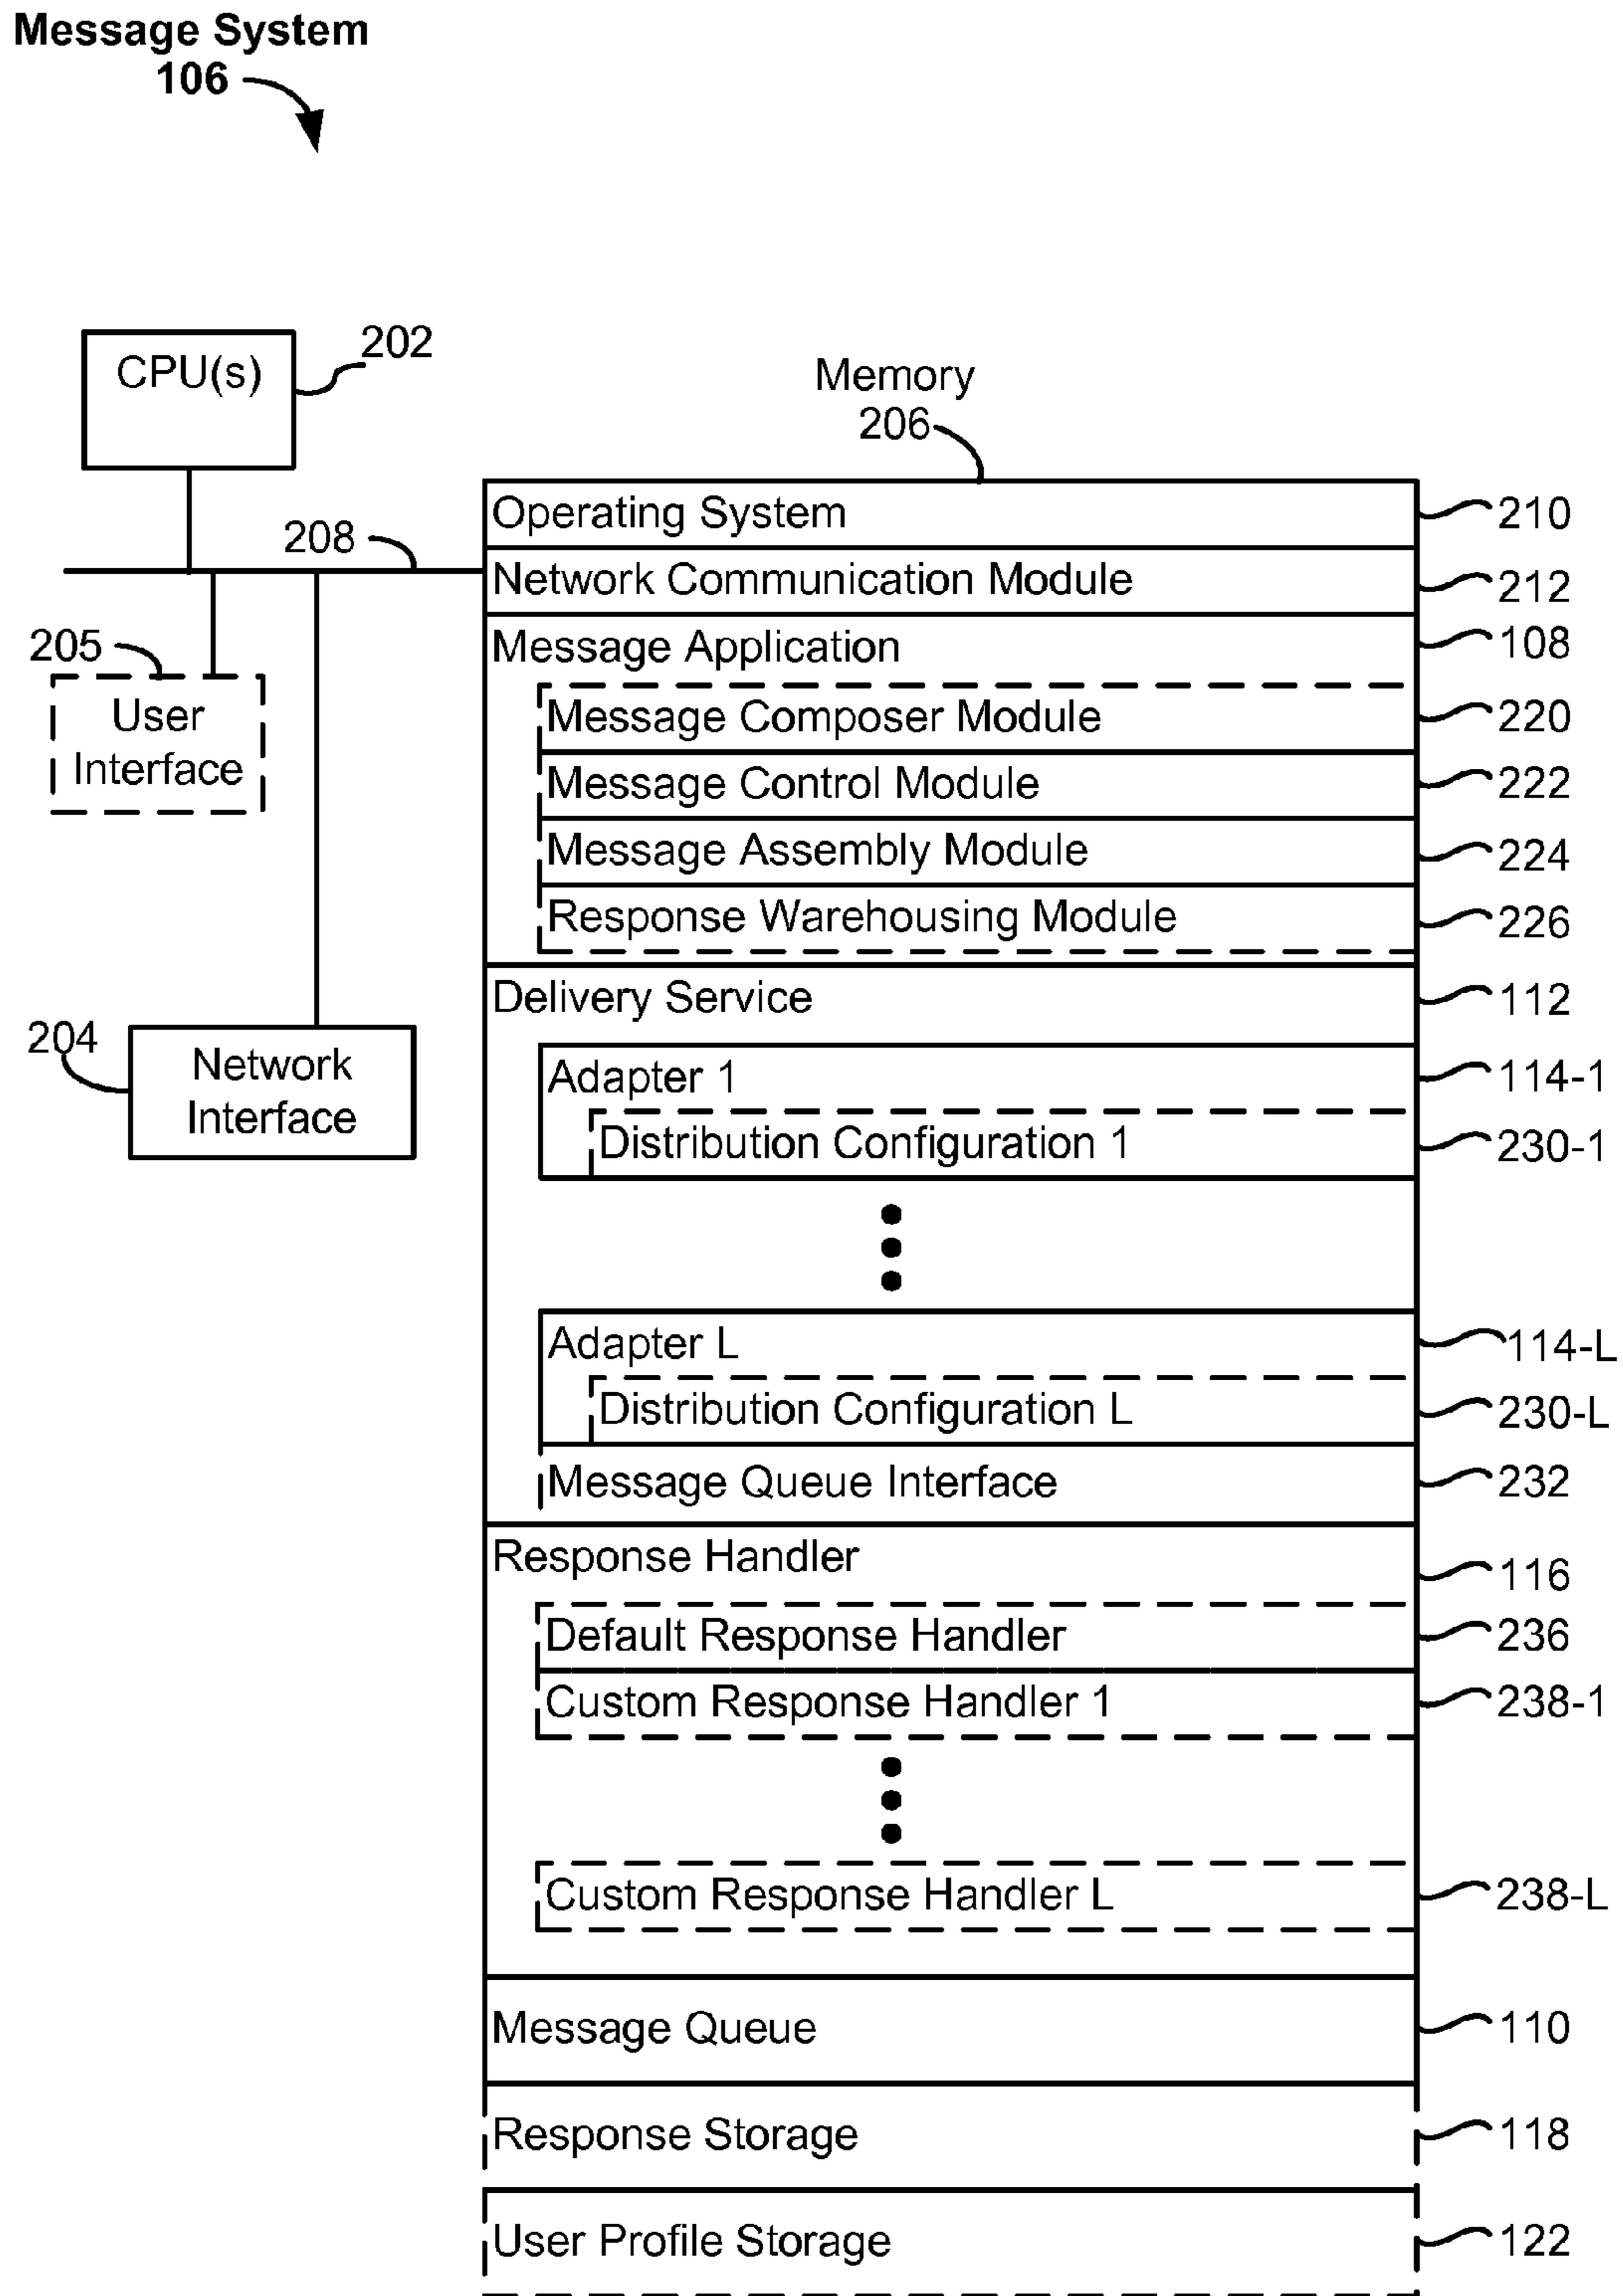 Message System
106
CPU(s)
202
Memory
206
208
Operating System
210
Network Communication Module
212
205
User
Interface
Message Application
108
Message Composer Module
220
Message Control Module
222
Message Assembly Module
224
Response Warehousing Module
226
Delivery Service
112
204
Network
Interface
Adapter 1
114-1
Distribution Configuration 1
230-1
Adapter L
114-L
Distribution Configuration L
230-L
Message Queue Interface
232
Response Handler
116
Default Response Handler
236
Custom Response Handler 1
238-1
Custom Response Handler L
238-L
Message Queue
110
Response Storage
118
User Profile Storage
122